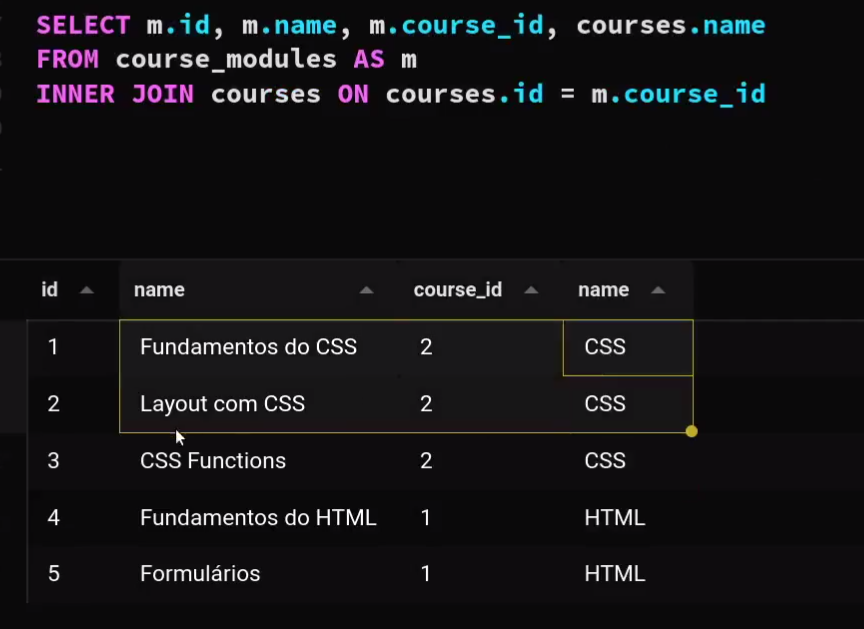 SELECT m.id, m.name, m.course_id, courses.name
FROM course_modules AS m
INNER JOIN courses ON courses.id = m.course_id
id name course_id name
1 Fundamentos do CSS 2 CSS
2 Layout com CSS 2 CSS
3 CSS Functions 2 CSS
4 Fundamentos do HTML 1 HTML
5 Formulários 1 HTML